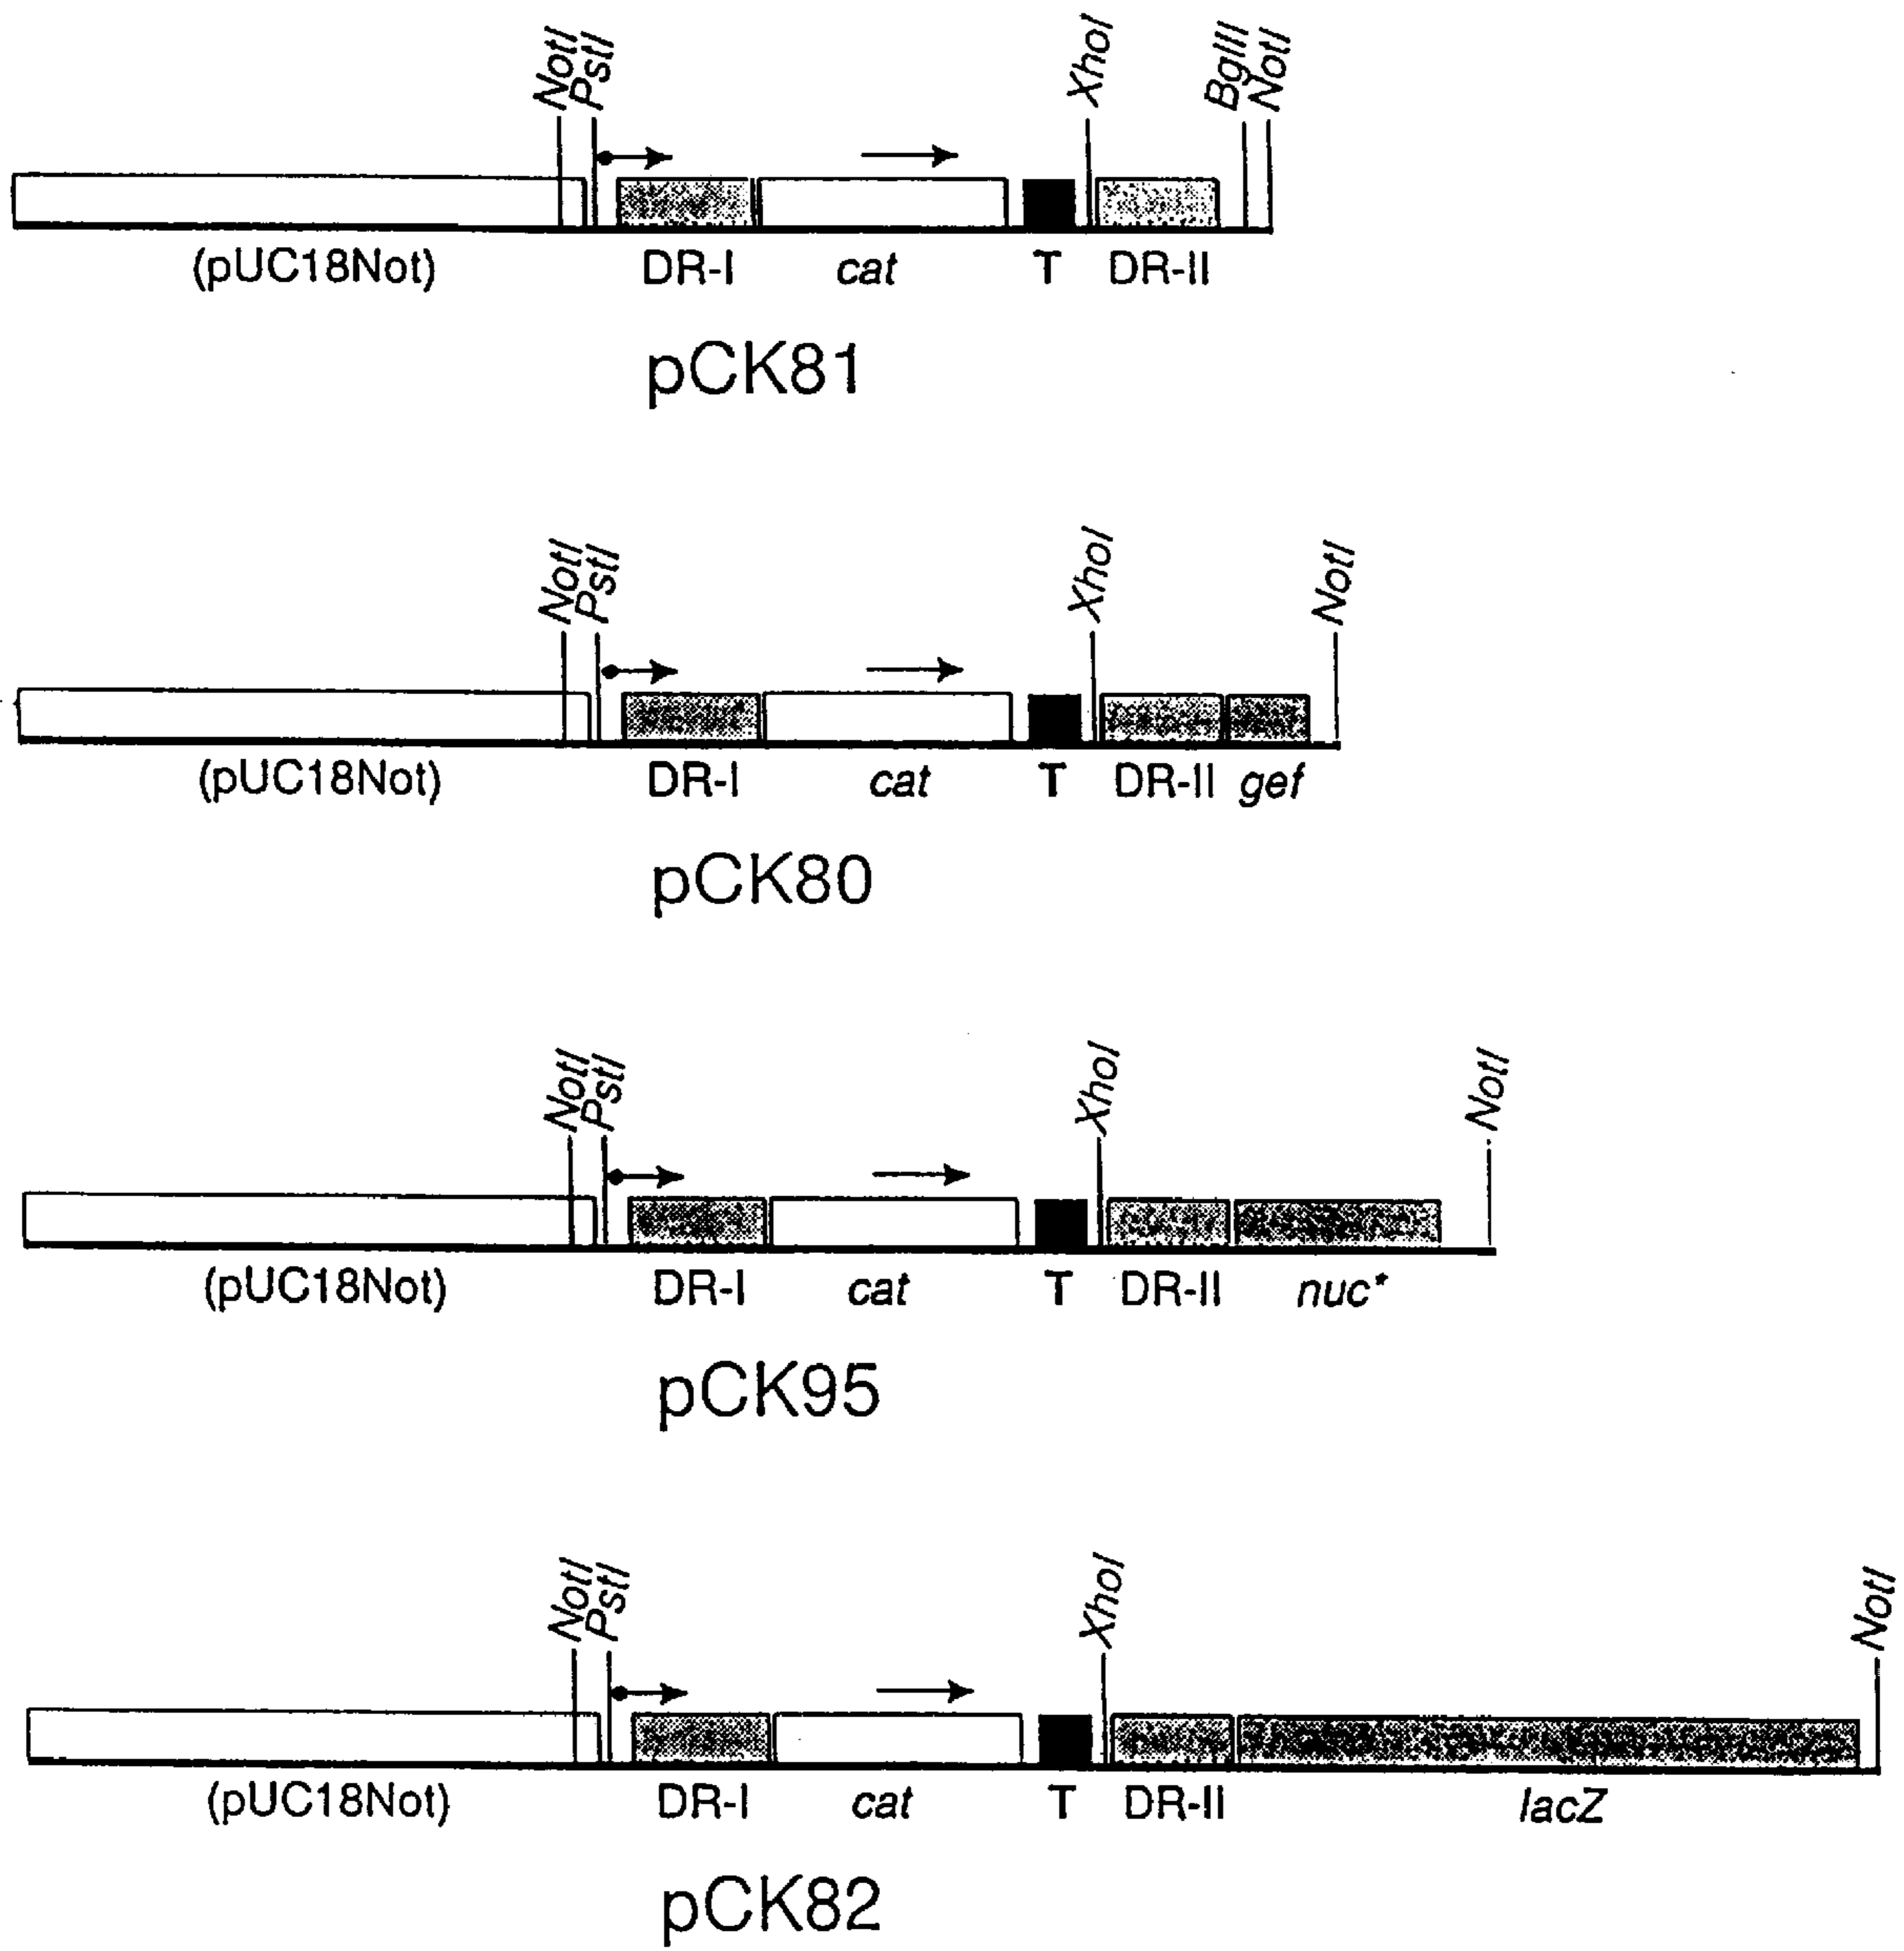 NotI PstI XhoI BglII NotI
(pUC18Not) DR-I cat T DR-II
pCK81
NotI PstI XhoI NotI
(pUC18Not) DR-I cat T DR-II gef
pCK80
NotI PstI XhoI NotI
(pUC18Not) DR-I cat T DR-II nuc*
pCK95
NotI PstI XhoI NotI
(pUC18Not) DR-I cat T DR-II lacZ
pCK82